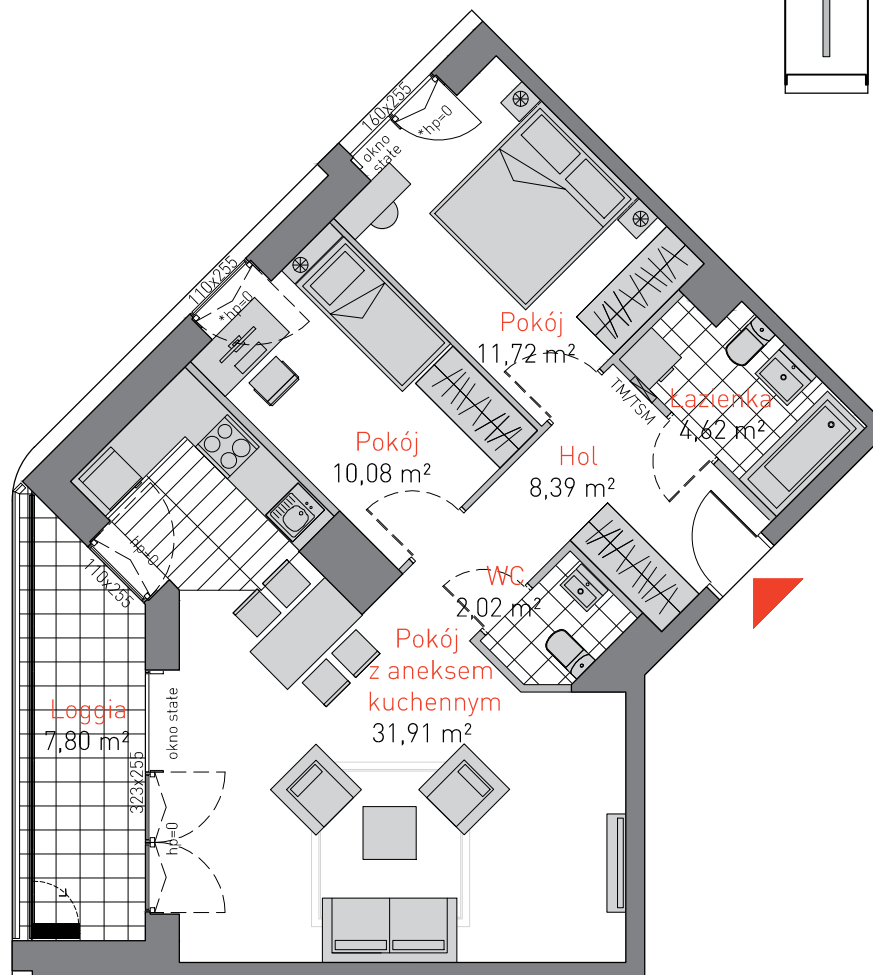 160x255
*hp=0
okno
stałe
110x255
*hp=0
Pokój
11,72 m²
TM/TSM
Łazienka
4,62 m²
Pokój
10,08 m²
Hol
8,39 m²
hp=0
110x255
WC
2,02 m²
Pokój
z aneksem
kuchennym
31,91 m²
Loggia
7,80 m²
okno stałe
323x255
hp=0